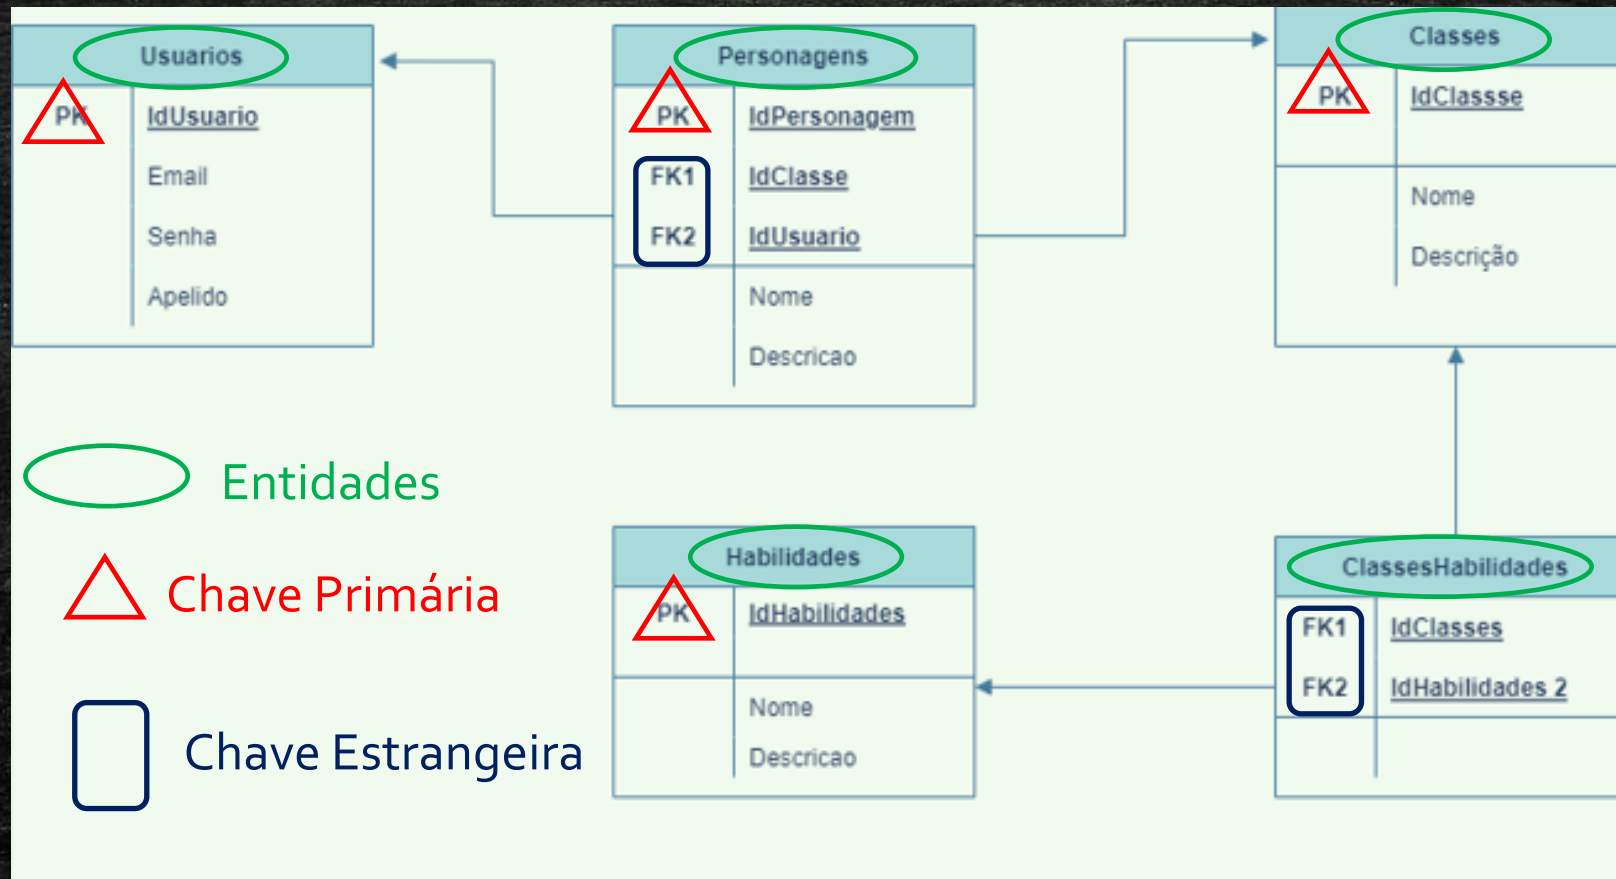 Usuarios
PK IdUsuario
Email
Senha
Apelido
Personagens
PK IdPersonagem
FK1 IdClasse
FK2 IdUsuario
Nome
Descricao
Classes
PK IdClassse
Nome
Descrição
Entidades
Chave Primária
Chave Estrangeira
Habilidades
PK IdHabilidades
Nome
Descricao
ClassesHabilidades
FK1 IdClasses
FK2 IdHabilidades 2